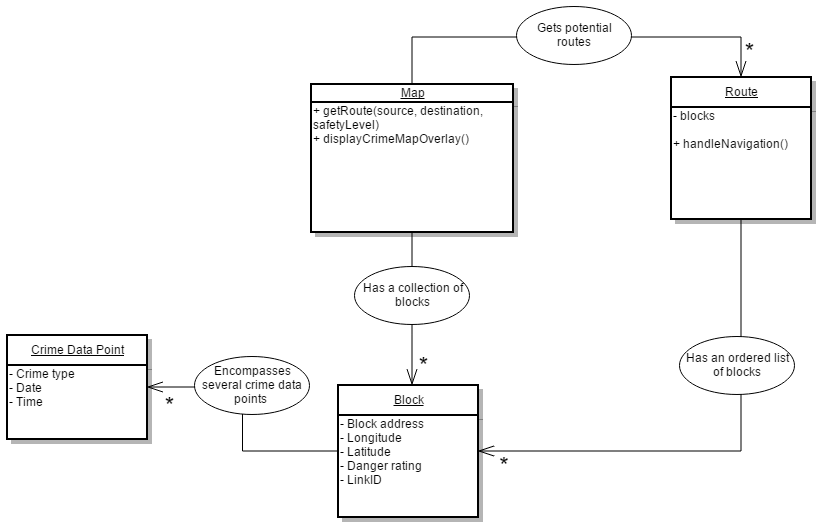 Gets potential
routes
*
Map
+ getRoute(source, destination,
safetyLevel)
+ displayCrimeMapOverlay()
Route
- blocks
+ handleNavigation()
Has a collection of
blocks
*
Crime Data Point
- Crime type
- Date
- Time
Encompasses
several crime data
points
*
Block
- Block address
- Longitude
- Latitude
- Danger rating
- LinkID
Has an ordered list
of blocks
*